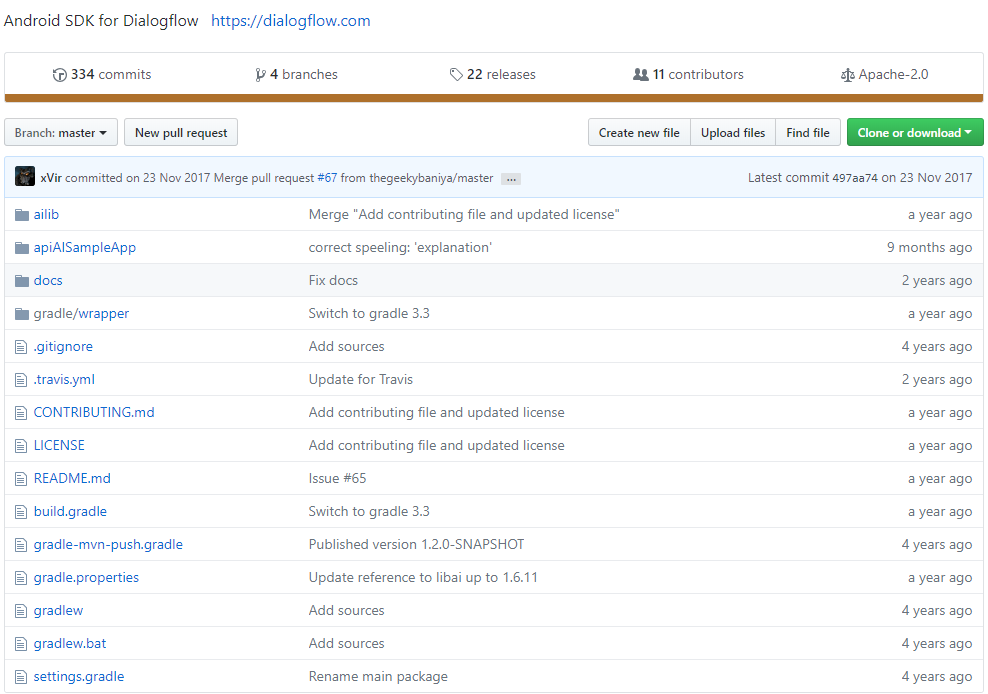 Android SDK for Dialogflow https://dialogflow.com
334 commits 4 branches 22 releases 11 contributors Apache-2.0
Branch: master New pull request Create new file Upload files Find file Clone or download
xVir committed on 23 Nov 2017 Merge pull request #67 from thegeekybaniya/master ... Latest commit 497aa74 on 23 Nov 2017
ailib Merge "Add contributing file and updated license" a year ago
apiAISampleApp correct speeling: 'explanation' 9 months ago
docs Fix docs 2 years ago
gradle/wrapper Switch to gradle 3.3 a year ago
.gitignore Add sources 4 years ago
.travis.yml Update for Travis 2 years ago
CONTRIBUTING.md Add contributing file and updated license a year ago
LICENSE Add contributing file and updated license a year ago
README.md Issue #65 a year ago
build.gradle Switch to gradle 3.3 a year ago
gradle-mvn-push.gradle Published version 1.2.0-SNAPSHOT 4 years ago
gradle.properties Update reference to libai up to 1.6.11 a year ago
gradlew Add sources 4 years ago
gradlew.bat Add sources 4 years ago
settings.gradle Rename main package 4 years ago